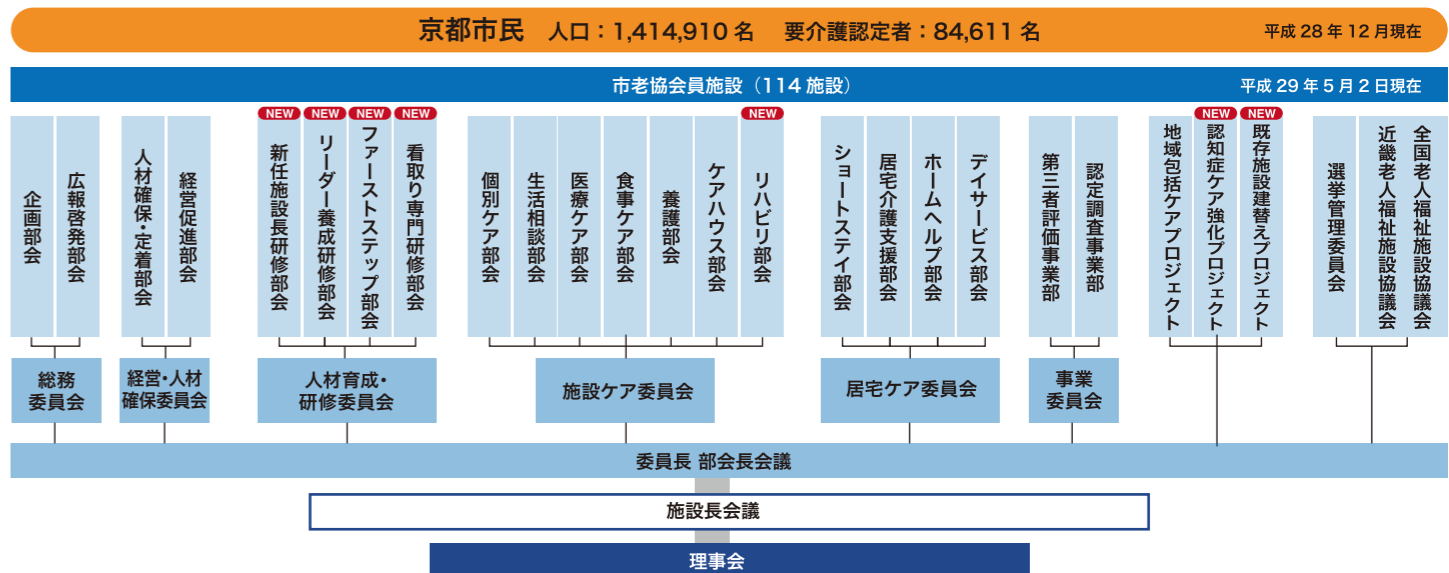 京都市民 人口：1,414,910 名 要介護認定者：84,611 名 平成 28 年 12 月現在
市老協会員施設（114 施設） 平成 29 年 5 月 2 日現在
企画部会
広報啓発部会
人材確保・定着部会
経営促進部会
NEW
新任施設長研修部会
NEW
リーダー養成研修部会
NEW
ファーストステップ部会
NEW
看取り専門研修部会
個別ケア部会
生活相談部会
医療ケア部会
食事ケア部会
養護部会
ケアハウス部会
NEW
リハビリ部会
ショートステイ部会
居宅介護支援部会
ホームヘルプ部会
デイサービス部会
第三者評価事業部
認定調査事業部
地域包括ケアプロジェクト
NEW
認知症ケア強化プロジェクト
NEW
既存施設建替えプロジェクト
選挙管理委員会
近畿老人福祉施設協議会
全国老人福祉施設協議会
総務
委員会
経営・人材
確保委員会
人材育成・
研修委員会
施設ケア委員会
居宅ケア委員会
事業
委員会
委員長 部会長会議
施設長会議
理事会